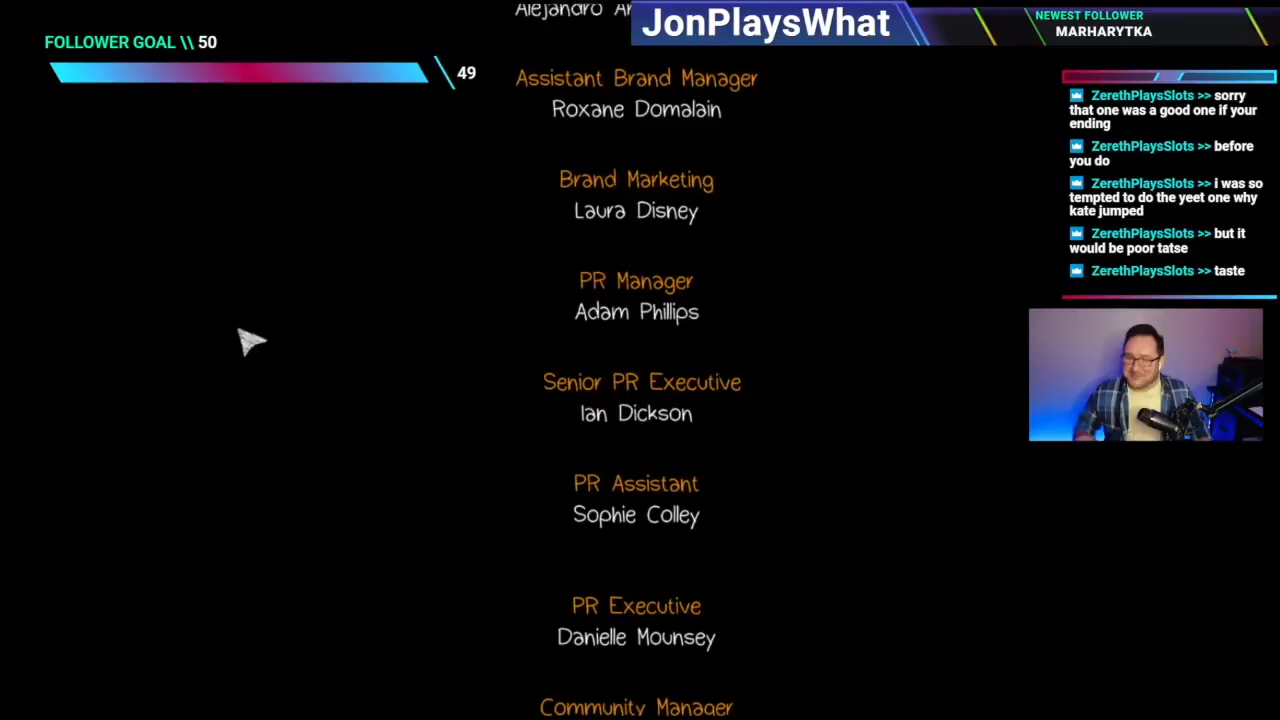 Alejandro
JonPlaysWhat
NEWEST FOLLOWER
MARHARYTKA
FOLLOWER GOAL \\ 50
49
Assistant Brand Manager
Roxane Domalain
Brand Marketing
Laura Disney
PR Manager
Adam Phillips
Senior PR Executive
Ian Dickson
PR Assistant
Sophie Colley
PR Executive
Danielle Mounsey
Community Manager
ZerethPlaysSlots >> sorry
that one was a good one if your
ending
ZerethPlaysSlots >> before
you do
ZerethPlaysSlots >> i was so
tempted to do the yeet one why
kate jumped
ZerethPlaysSlots >> but it
would be poor tatse
ZerethPlaysSlots >> taste